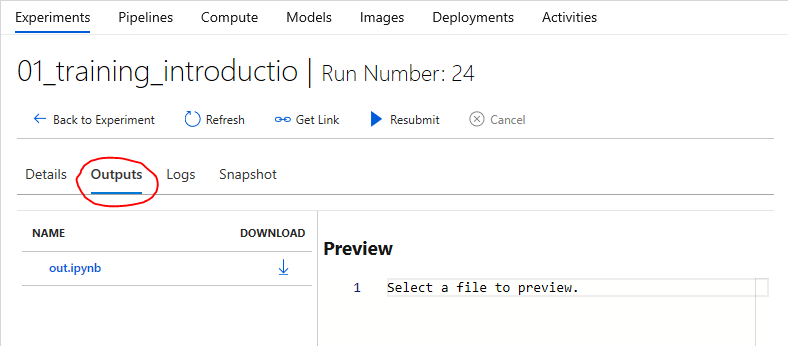 Experiments Pipelines Compute Models Images Deployments Activities
01_training_introductio | Run Number: 24
Back to Experiment Refresh Get Link Resubmit Cancel
Details Outputs Logs Snapshot
NAME DOWNLOAD
out.ipynb
Preview
1 Select a file to preview.